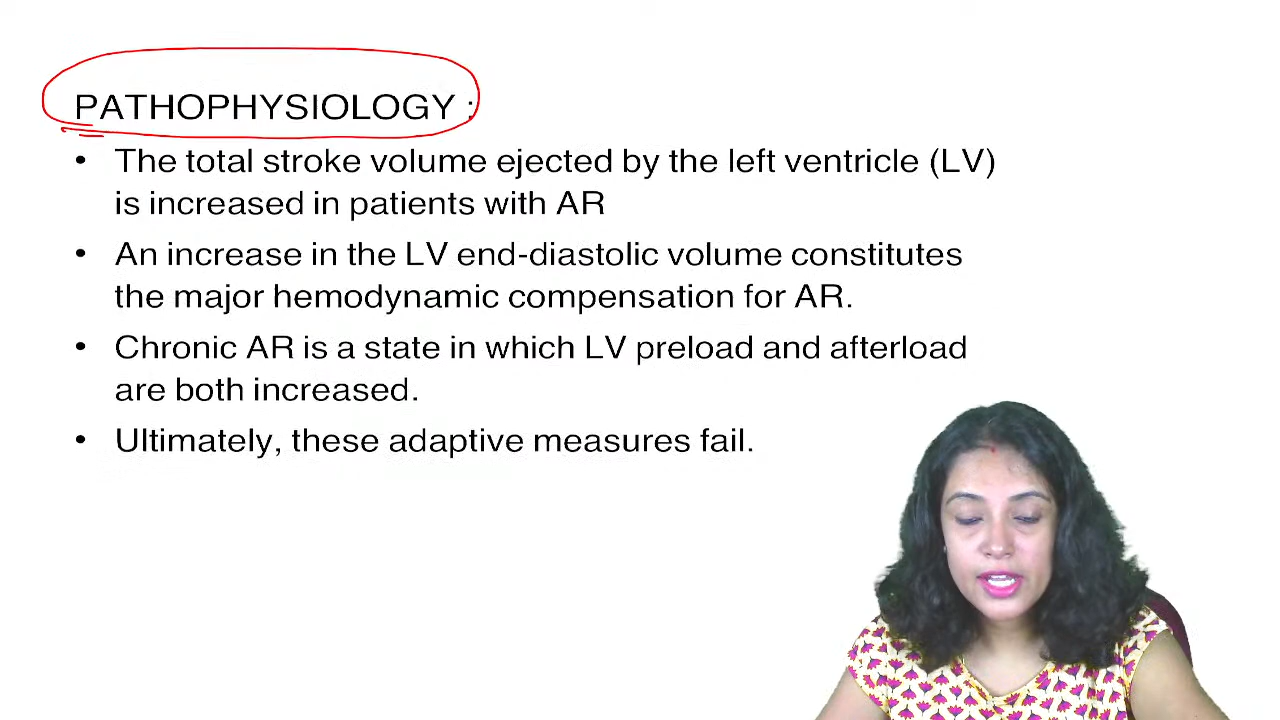 PATHOPHYSIOLOGY :
• The total stroke volume ejected by the left ventricle (LV)
is increased in patients with AR
• An increase in the LV end-diastolic volume constitutes
the major hemodynamic compensation for AR.
• Chronic AR is a state in which LV preload and afterload
are both increased.
• Ultimately, these adaptive measures fail.